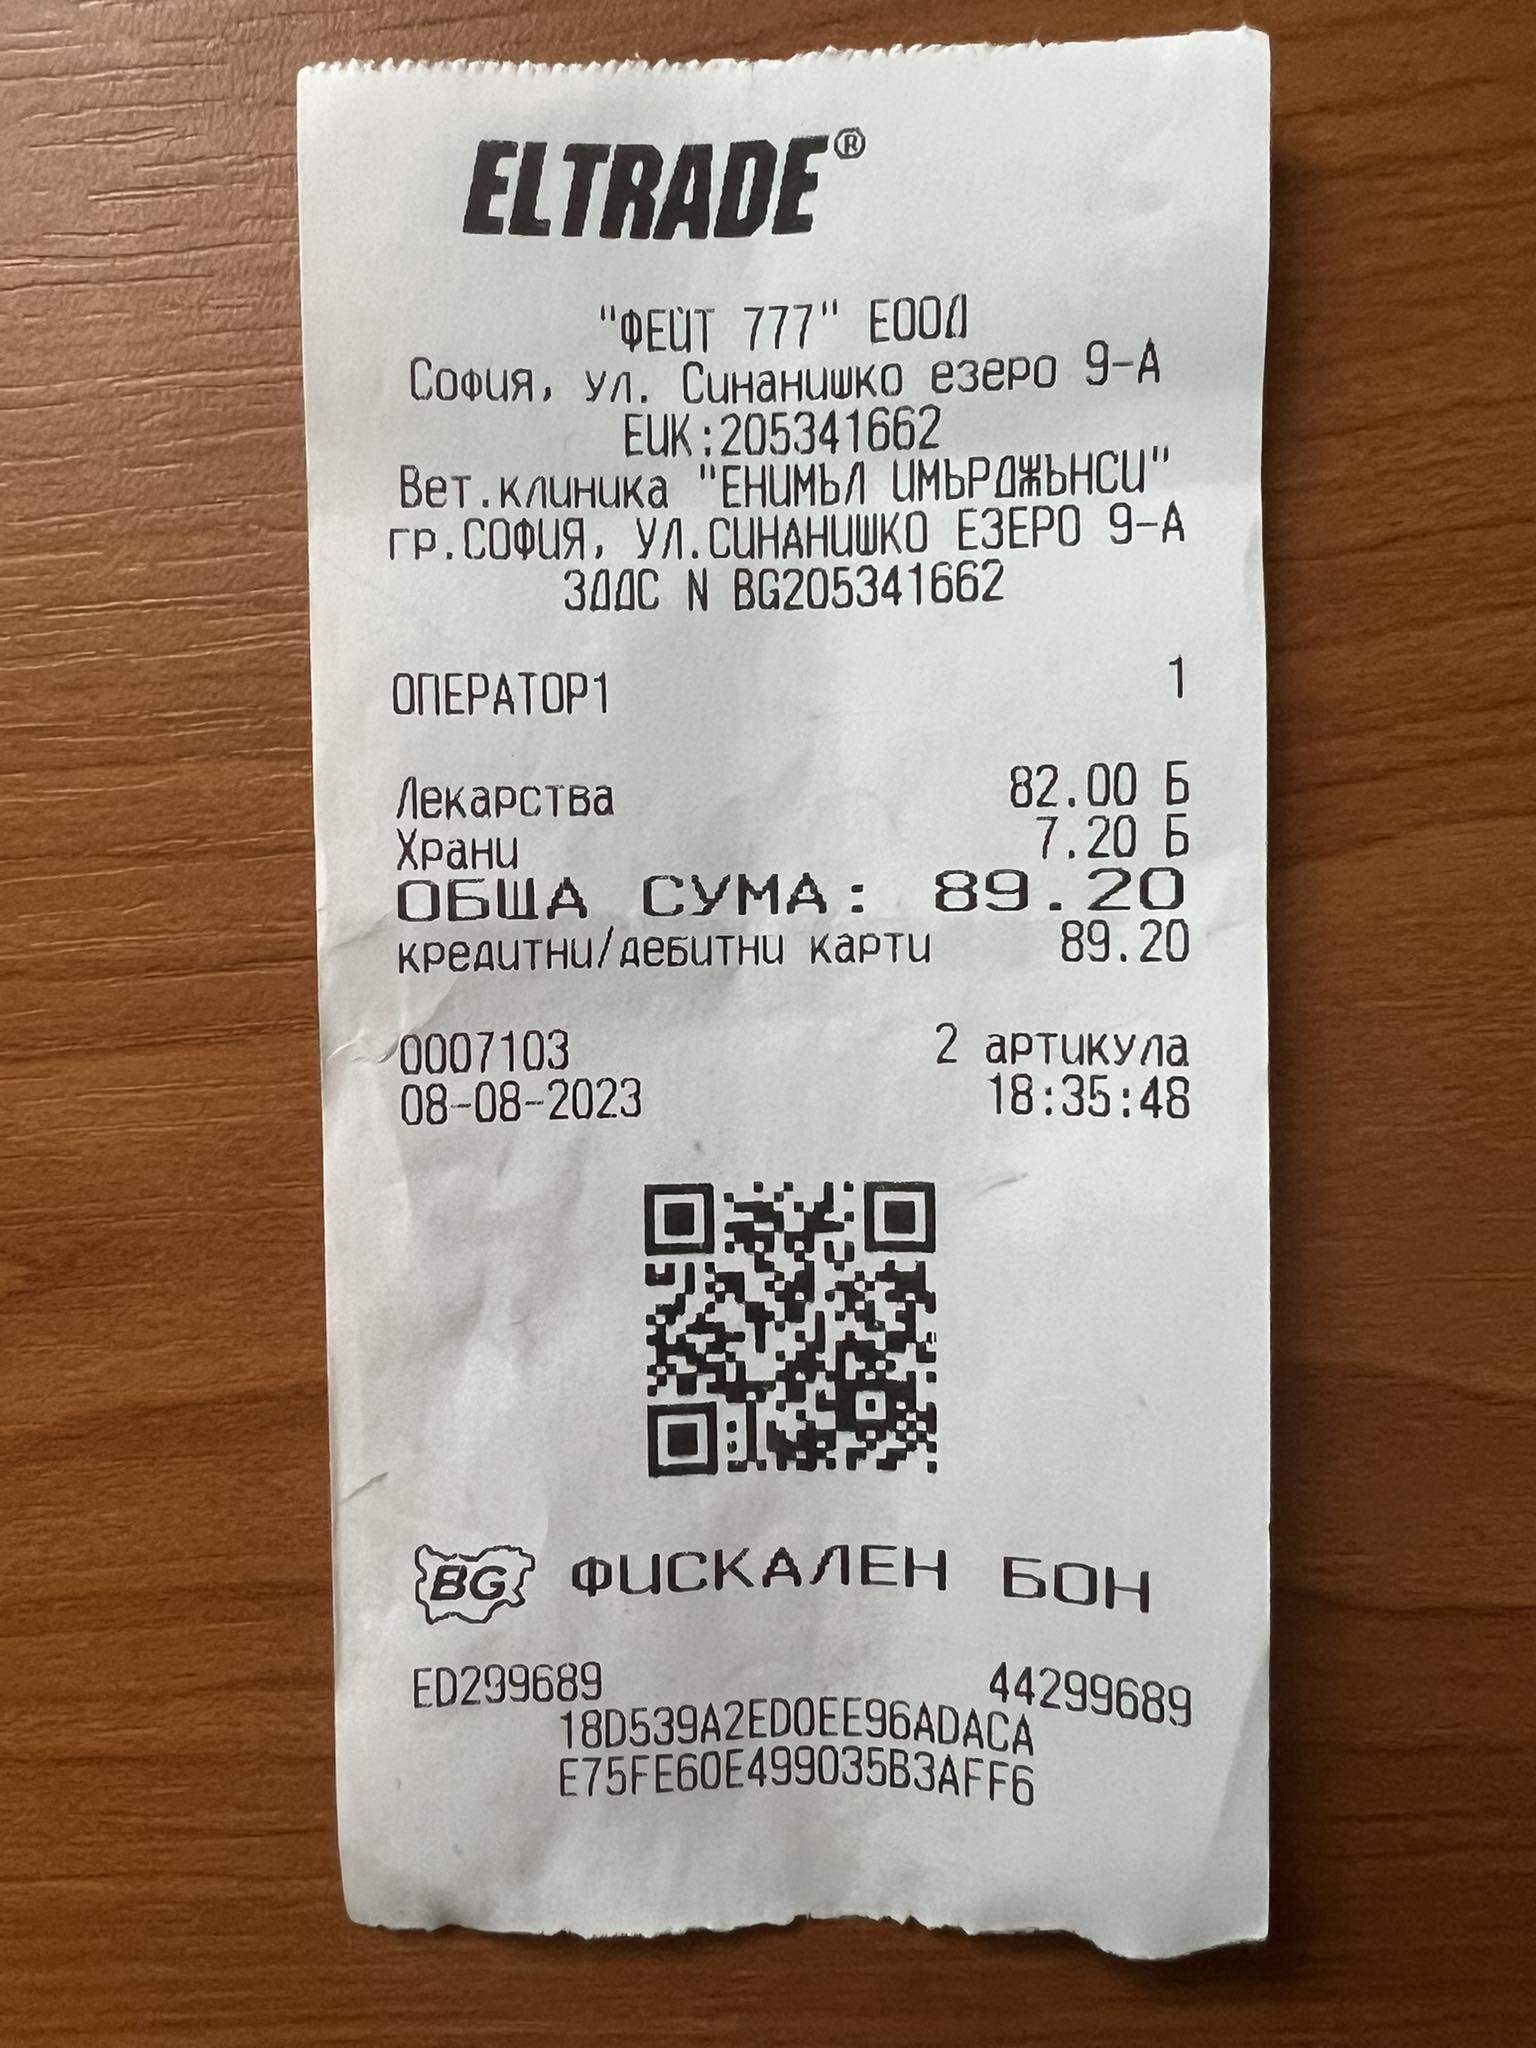 ELTRADE®
"ФЕЙТ 777" ЕООД
София, ул. Синанишко езеро 9-А
ЕИК:205341662
Вет.клиника "ЕНИМЪЛ ИМЪРДЖЪНСИ"
гр.СОФИЯ, УЛ.СИНАНИШКО ЕЗЕРО 9-А
ЗДДС N BG205341662
ОПЕРАТОР1 1
Лекарства 82.00 Б
Храни 7.20 Б
ОБЩА СУМА: 89.20
кредитни/дебитни карти 89.20
0007103 2 артикула
08-08-2023 18:35:48
BG ФИСКАЛЕН БОН
ED299689 44299689
18D539A2ED0EE96ADACA
E75FE60E499035B3AFF6